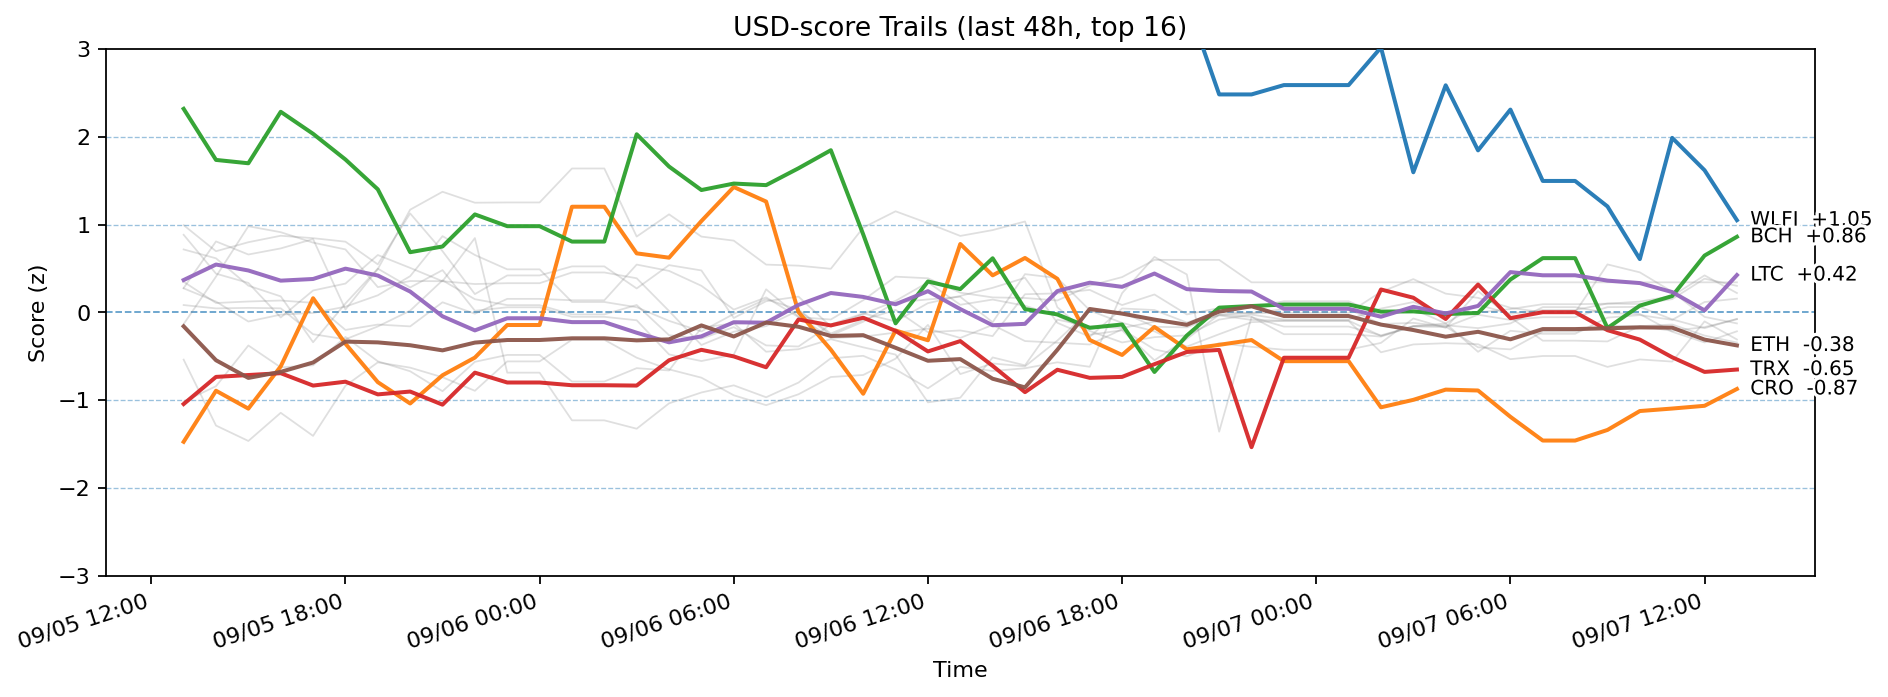 USD-score Trails (last 48h, top 16)
Score (z)
3
2
1
0
−1
−2
−3
WLFI +1.05
BCH +0.86
LTC +0.42
ETH -0.38
TRX -0.65
CRO -0.87
09/05 12:00
09/05 18:00
09/06 00:00
09/06 06:00
09/06 12:00
09/06 18:00
09/07 00:00
09/07 06:00
09/07 12:00
Time